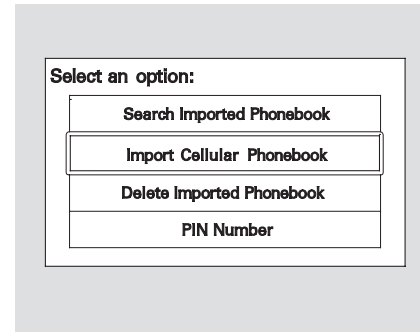 Select an option:
Search Imported Phonebook
Import Cellular Phonebook
Delete Imported Phonebook
PIN Number